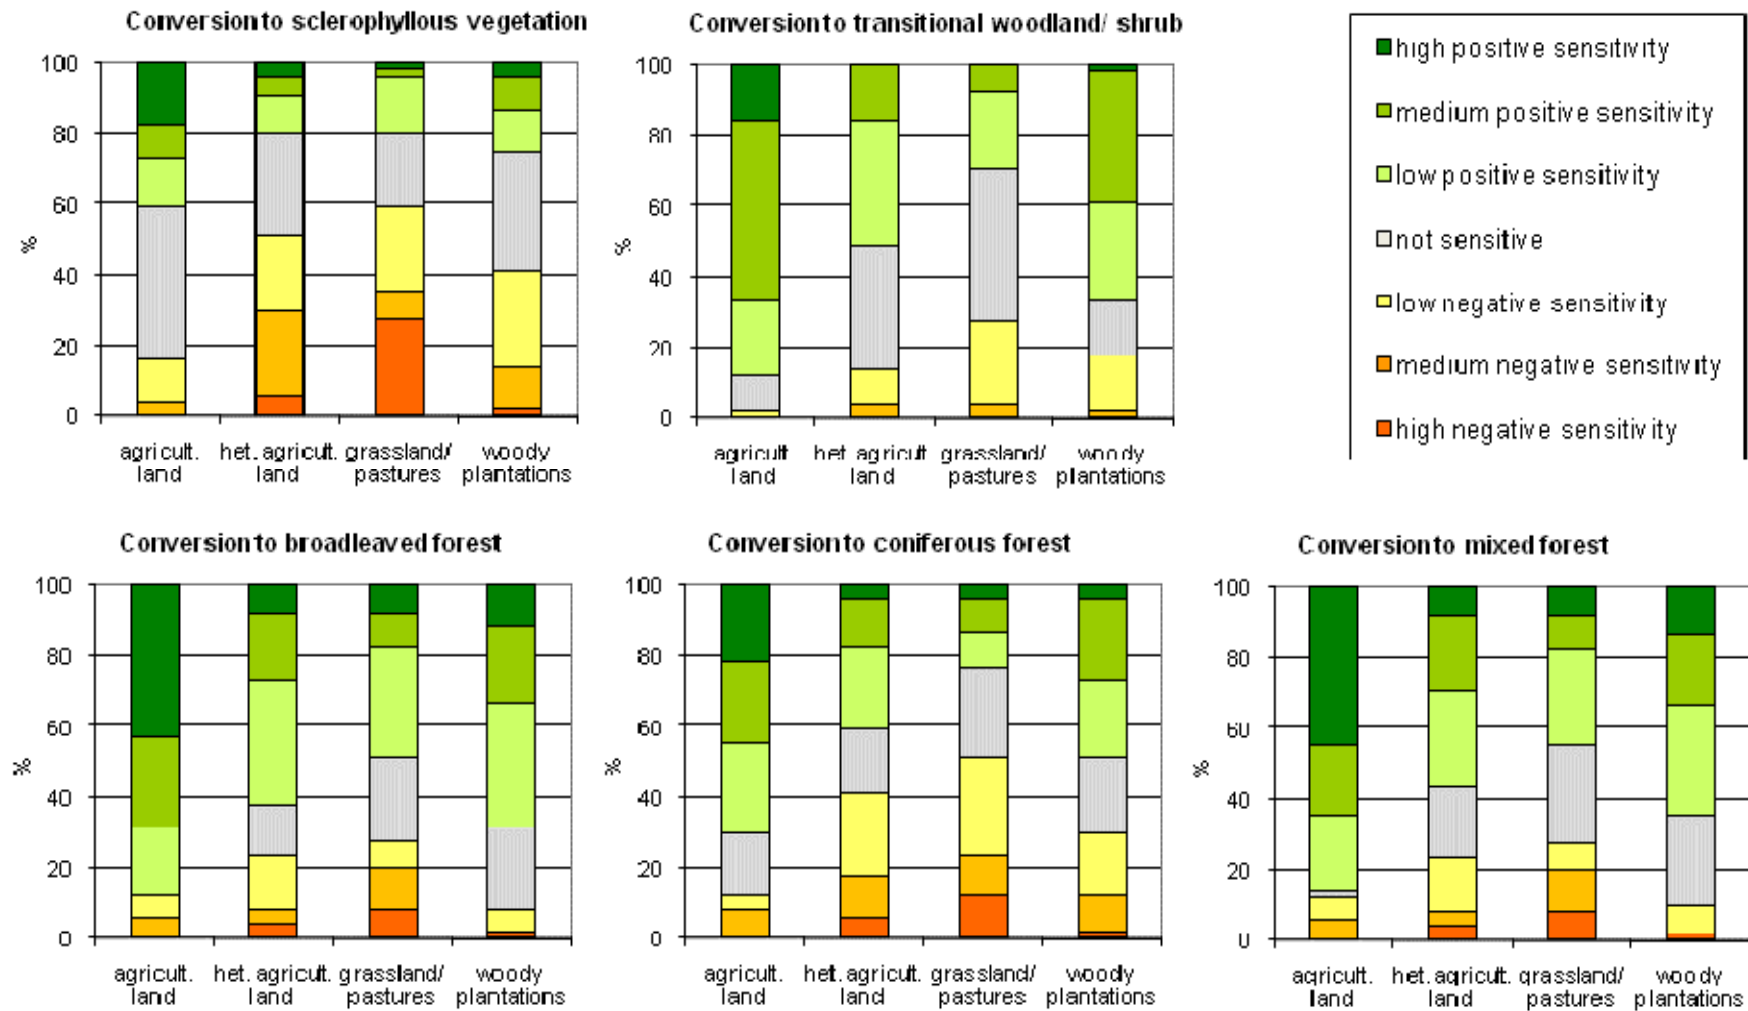 Conversion to sclerophyllous vegetation
100
80
60
40
20
0
%
agricult. het. agricult. grassland/ woody
land land pastures plantations
Conversion to transitional woodland/ shrub
100
80
60
40
20
0
%
agricult het. agricult grassland/ woody
land land pastures plantations
high positive sensitivity
medium positive sensitivity
low positive sensitivity
not sensitive
low negative sensitivity
medium negative sensitivity
high negative sensitivity
Conversion to broadleaved forest
100
80
60
40
20
0
%
agricult. het. agricult. grassland/ woody
land land pastures plantations
Conversion to coniferous forest
100
80
60
40
20
0
%
agricult. het. agricult. grassland/ woody
land land pastures plantations
Conversion to mixed forest
100
80
60
40
20
0
%
agricult. het. agricult. grassland/ woody
land land pastures plantations